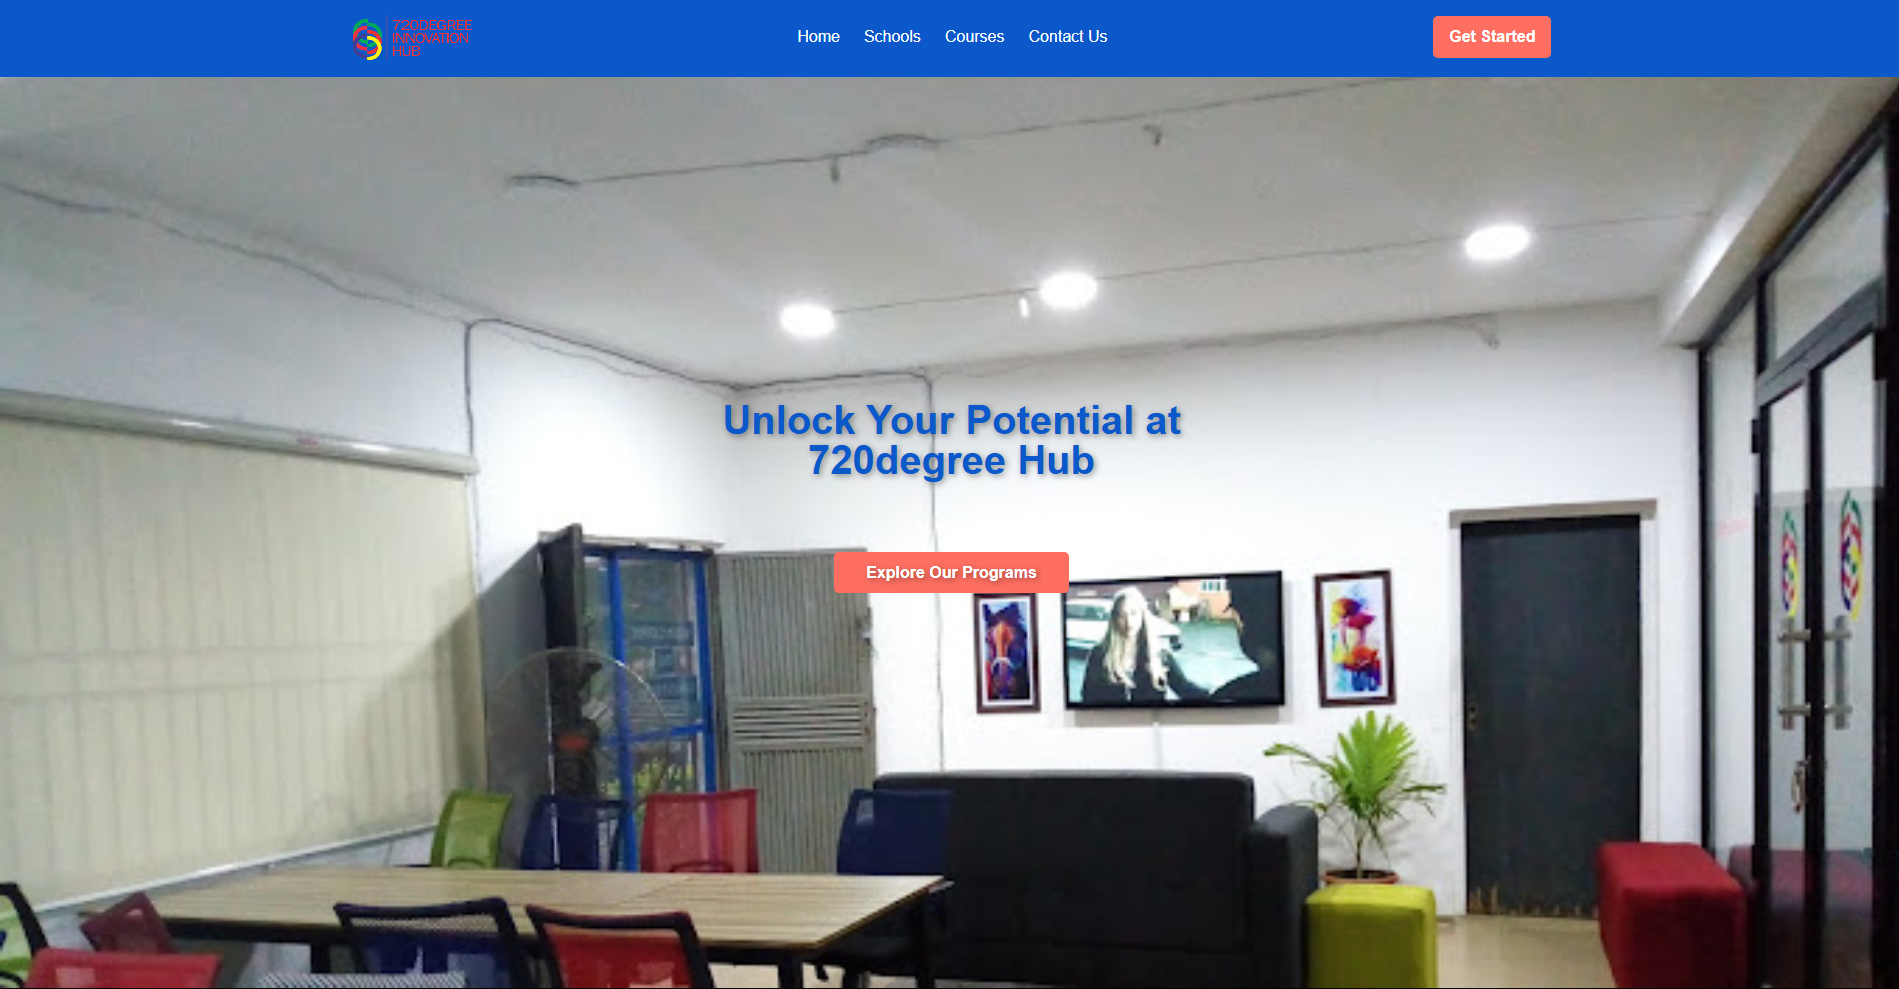 720DEGREE
INNOVATION
HUB
Home
Schools
Courses
Contact Us
Get Started
Unlock Your Potential at
720degree Hub
Explore Our Programs